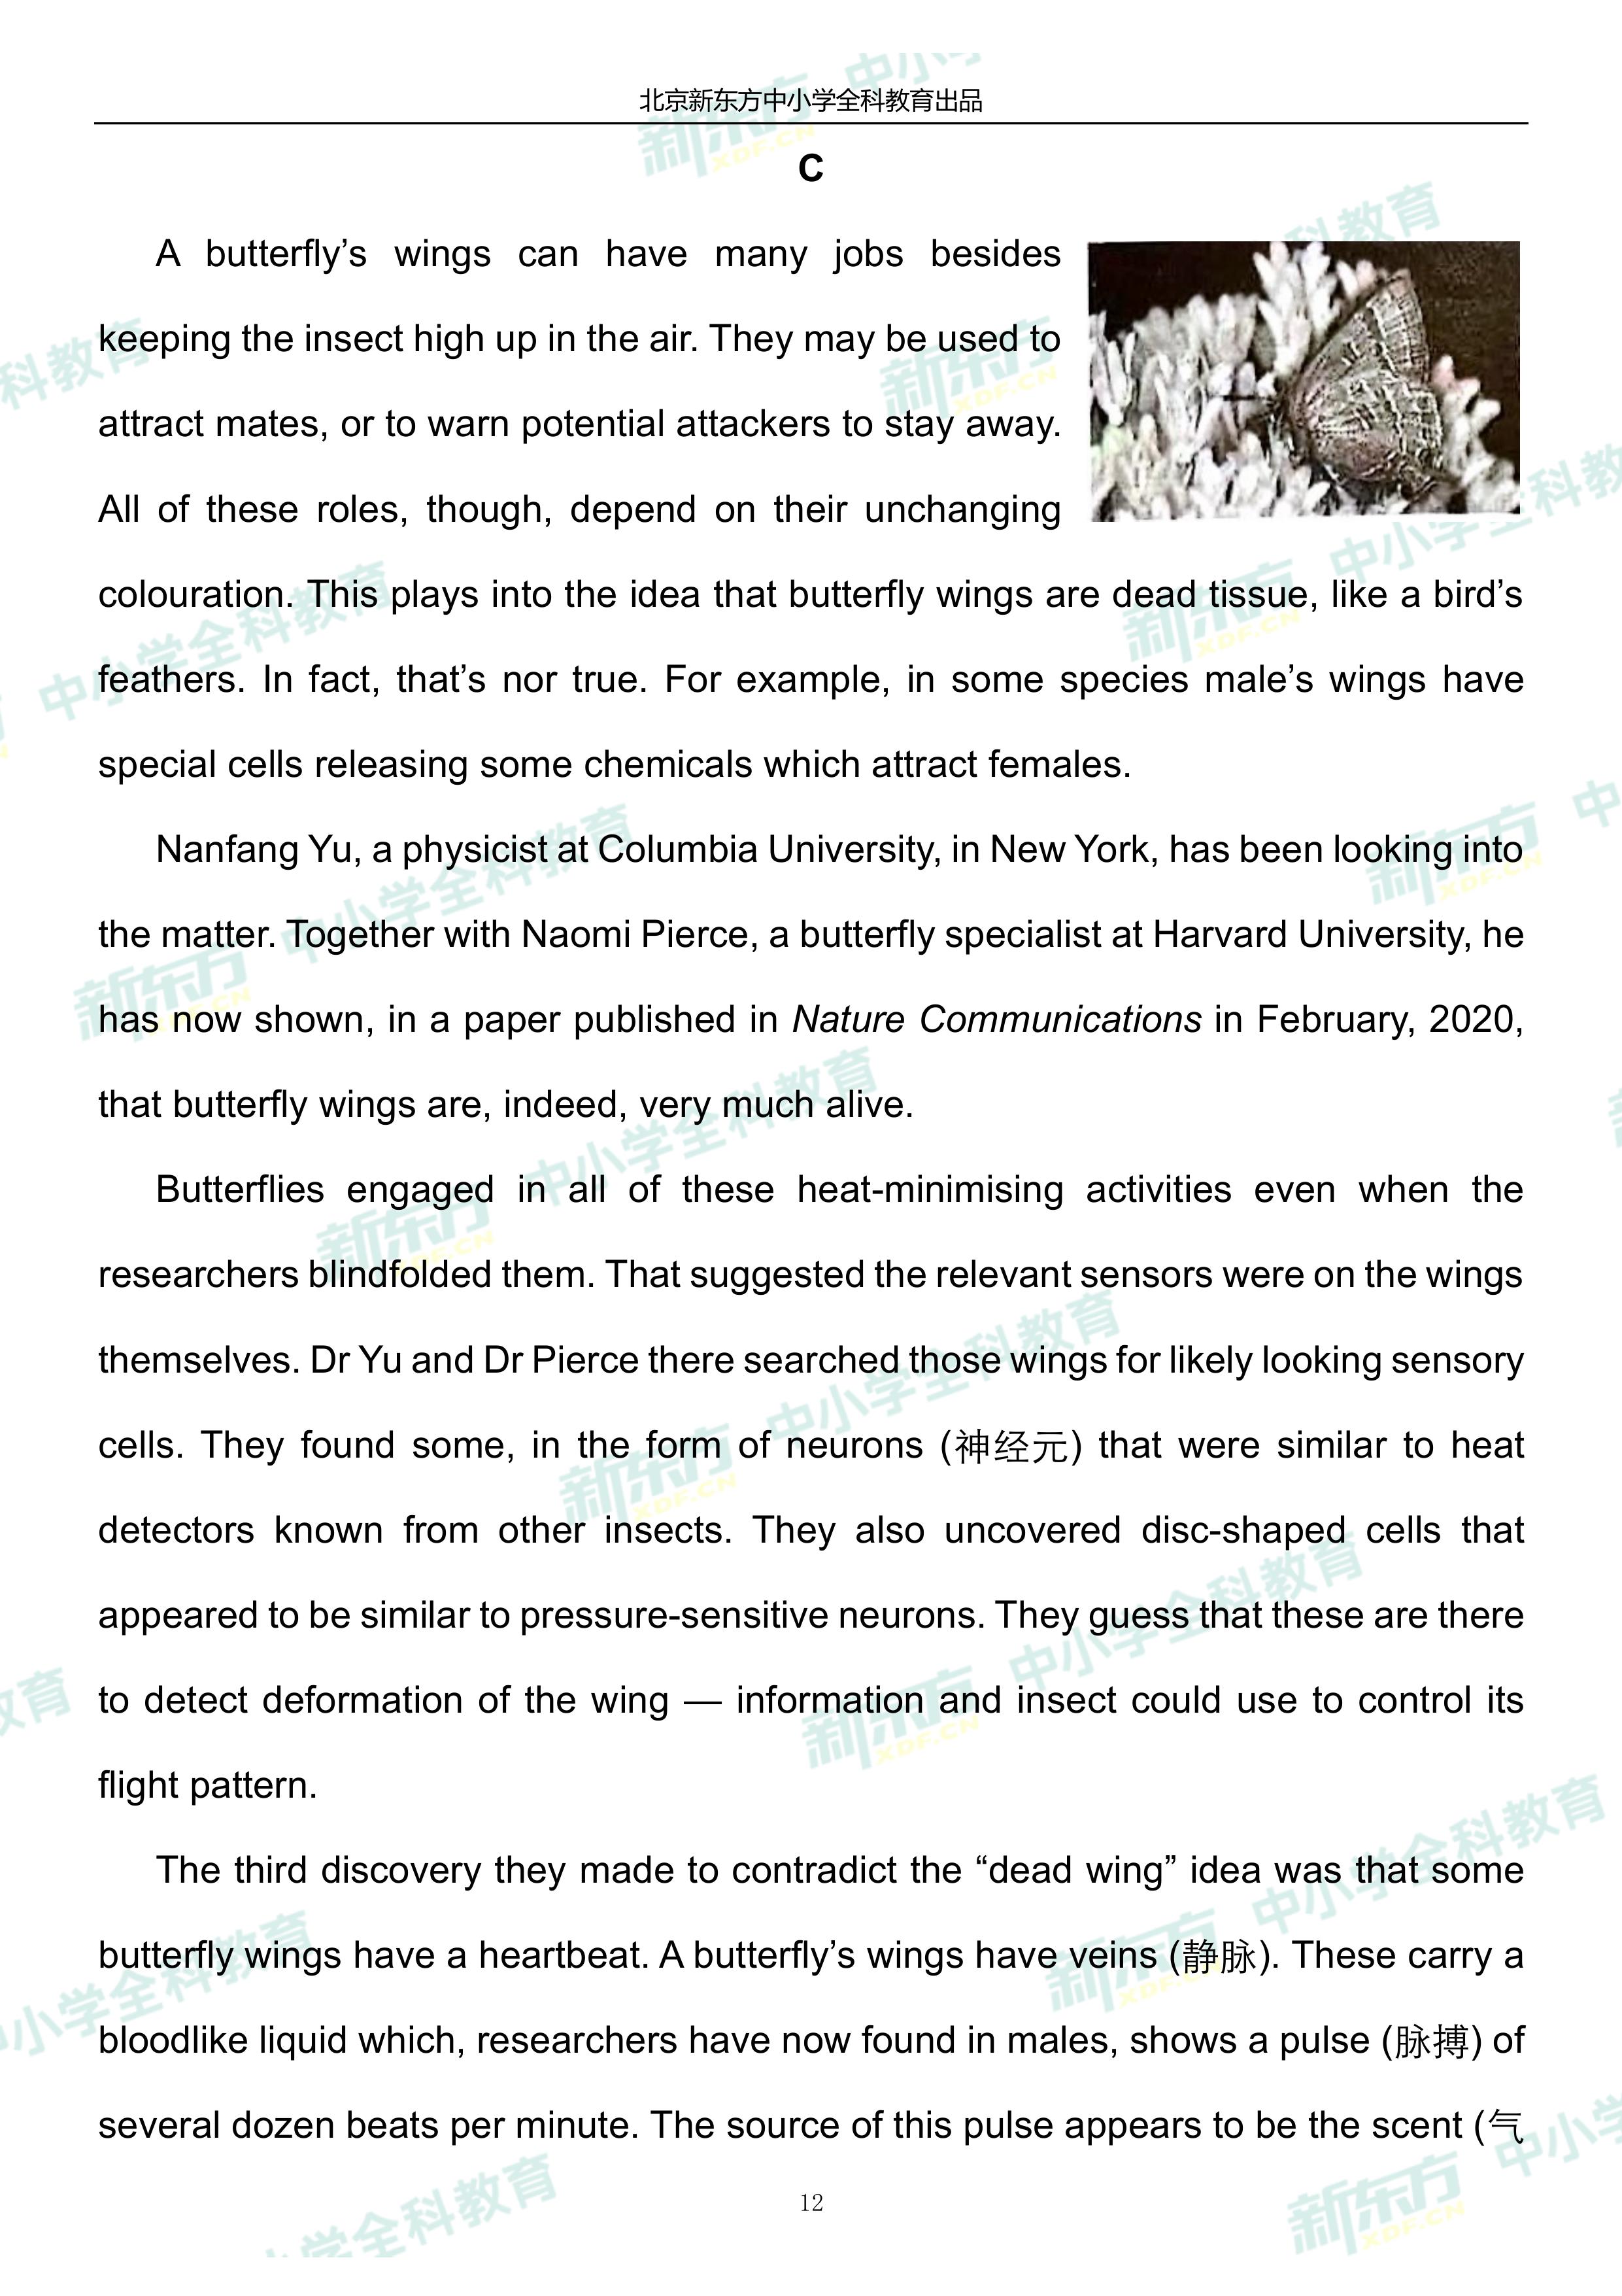 北京新东方中小学全科教育出品
C
A butterfly’s wings can have many jobs besides
keeping the insect high up in the air. They may be used to
attract mates, or to warn potential attackers to stay away.
All of these roles, though, depend on their unchanging
colouration. This plays into the idea that butterfly wings are dead tissue, like a bird’s
feathers. In fact, that’s nor true. For example, in some species male’s wings have
special cells releasing some chemicals which attract females.
Nanfang Yu, a physicist at Columbia University, in New York, has been looking into
the matter. Together with Naomi Pierce, a butterfly specialist at Harvard University, he
has now shown, in a paper published in Nature Communications in February, 2020,
that butterfly wings are, indeed, very much alive.
Butterflies engaged in all of these heat-minimising activities even when the
researchers blindfolded them. That suggested the relevant sensors were on the wings
themselves. Dr Yu and Dr Pierce there searched those wings for likely looking sensory
cells. They found some, in the form of neurons (神经元) that were similar to heat
detectors known from other insects. They also uncovered disc-shaped cells that
appeared to be similar to pressure-sensitive neurons. They guess that these are there
to detect deformation of the wing — information and insect could use to control its
flight pattern.
The third discovery they made to contradict the “dead wing” idea was that some
butterfly wings have a heartbeat. A butterfly’s wings have veins (静脉). These carry a
bloodlike liquid which, researchers have now found in males, shows a pulse (脉搏) of
several dozen beats per minute. The source of this pulse appears to be the scent (气
12